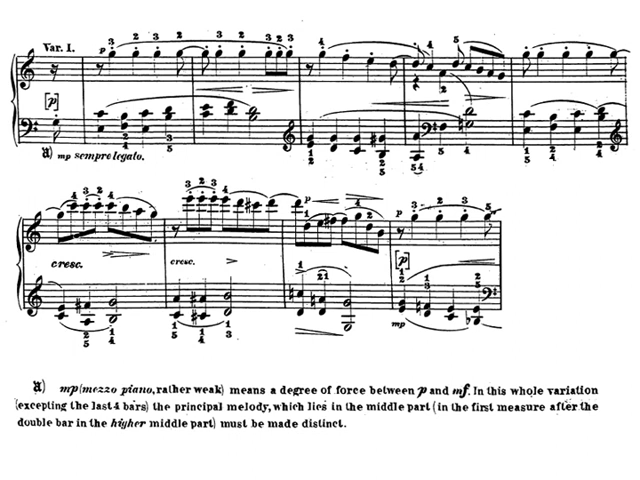 Var. I.
p
[p]
a) mp sempre legato.
cresc.
cresc.
p
p
[p]
mp
a) mp (mezzo piano, rather weak) means a degree of force between p and mf. In this whole variation
(excepting the last 4 bars) the principal melody, which lies in the middle part (in the first measure after the
double bar in the higher middle part) must be made distinct.